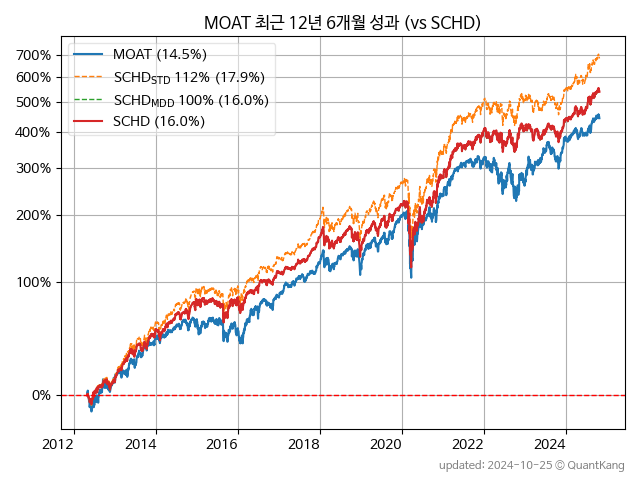 MOAT 최근 12년 6개월 성과 (vs SCHD)
700%
600%
500%
400%
300%
200%
100%
0%
MOAT (14.5%)
SCHD_STD 112% (17.9%)
SCHD_MDD 100% (16.0%)
SCHD (16.0%)
2012 2014 2016 2018 2020 2022 2024
updated: 2024-10-25 © QuantKang